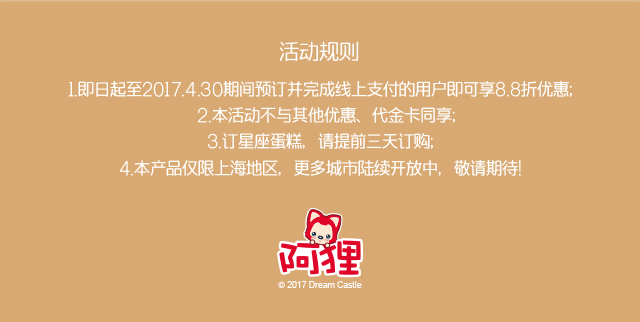 活动规则
1.即日起至2017.4.30期间预订并完成线上支付的用户即可享8.8折优惠;
2.本活动不与其他优惠、代金卡同享;
3.订星座蛋糕，请提前三天订购;
4.本产品仅限上海地区，更多城市陆续开放中，敬请期待!
阿狸
© 2017 Dream Castle